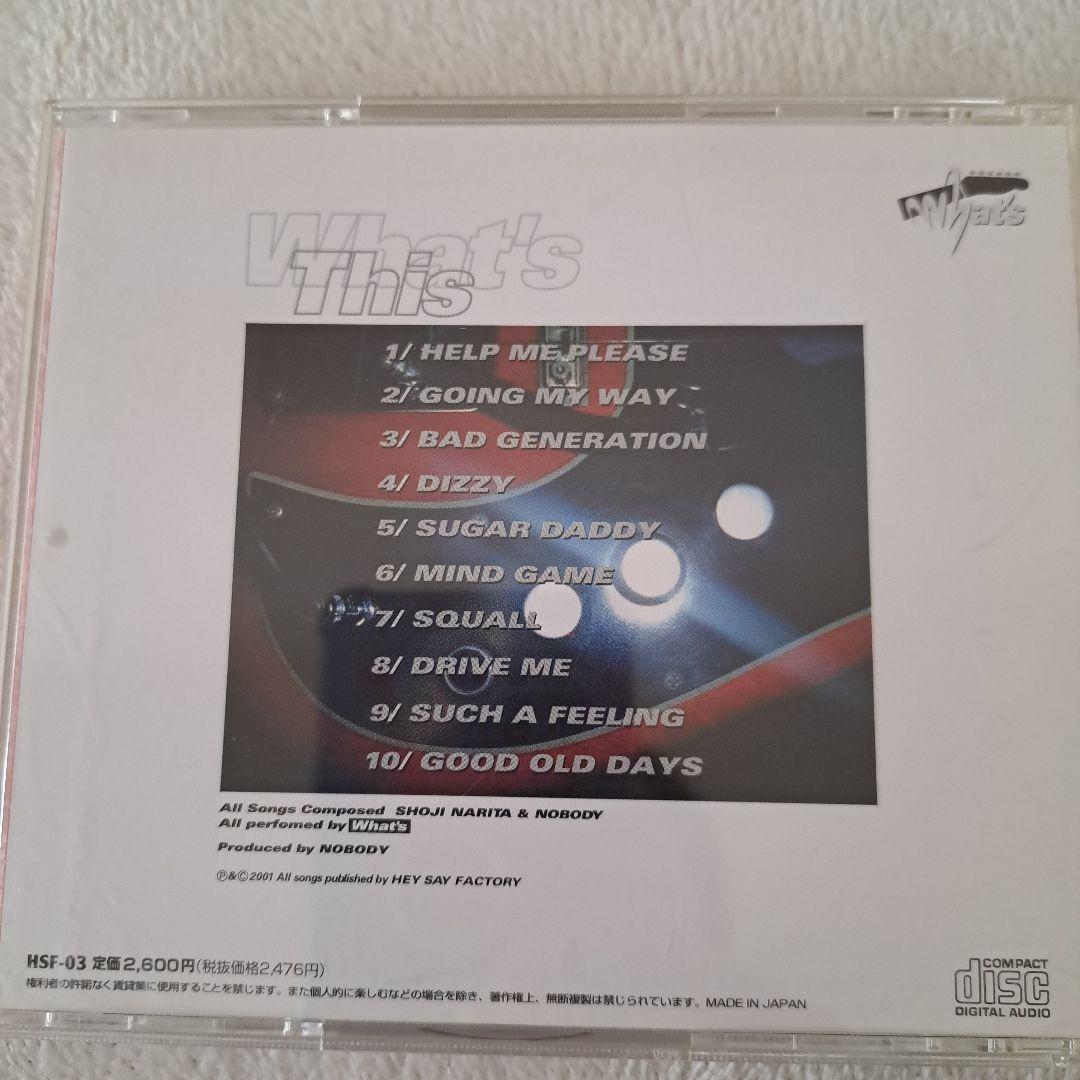 What's
What's
This
1/ HELP ME PLEASE
2/ GOING MY WAY
3/ BAD GENERATION
4/ DIZZY
5/ SUGAR DADDY
6/ MIND GAME
7/ SQUALL
8/ DRIVE ME
9/ SUCH A FEELING
10/ GOOD OLD DAYS
All Songs Composed SHOJI NARITA & NOBODY
All perfomed by What's
Produced by NOBODY
℗&©2001 All songs published by HEY SAY FACTORY
HSF-03 定価2,600円(税抜価格2,476円)
権利者の許諾なく賃貸業に使用することを禁じます。また個人的に楽しむなどの場合を除き、著作権上、無断複製は禁じられています。 MADE IN JAPAN
COMPACT
disc
DIGITAL AUDIO